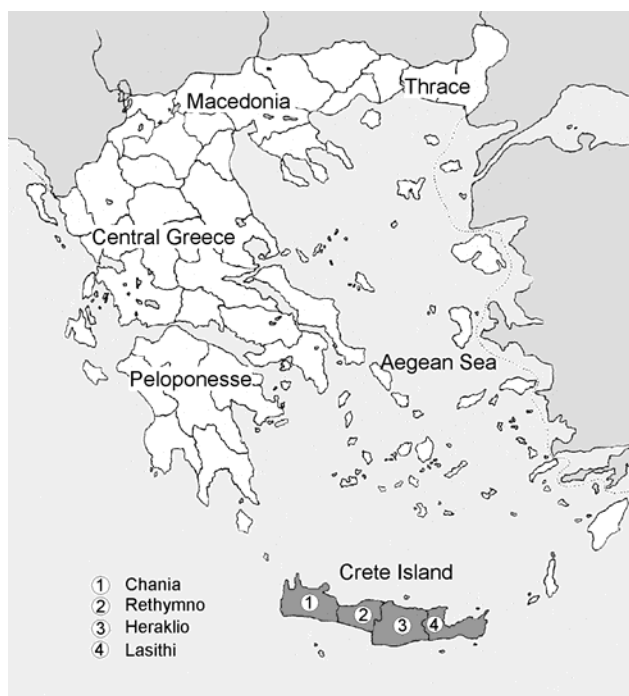 Thrace
Macedonia
Central Greece
Aegean Sea
Peloponesse
Crete Island
1 Chania
2 Rethymno
3 Heraklio
4 Lasithi
1
2
3
4